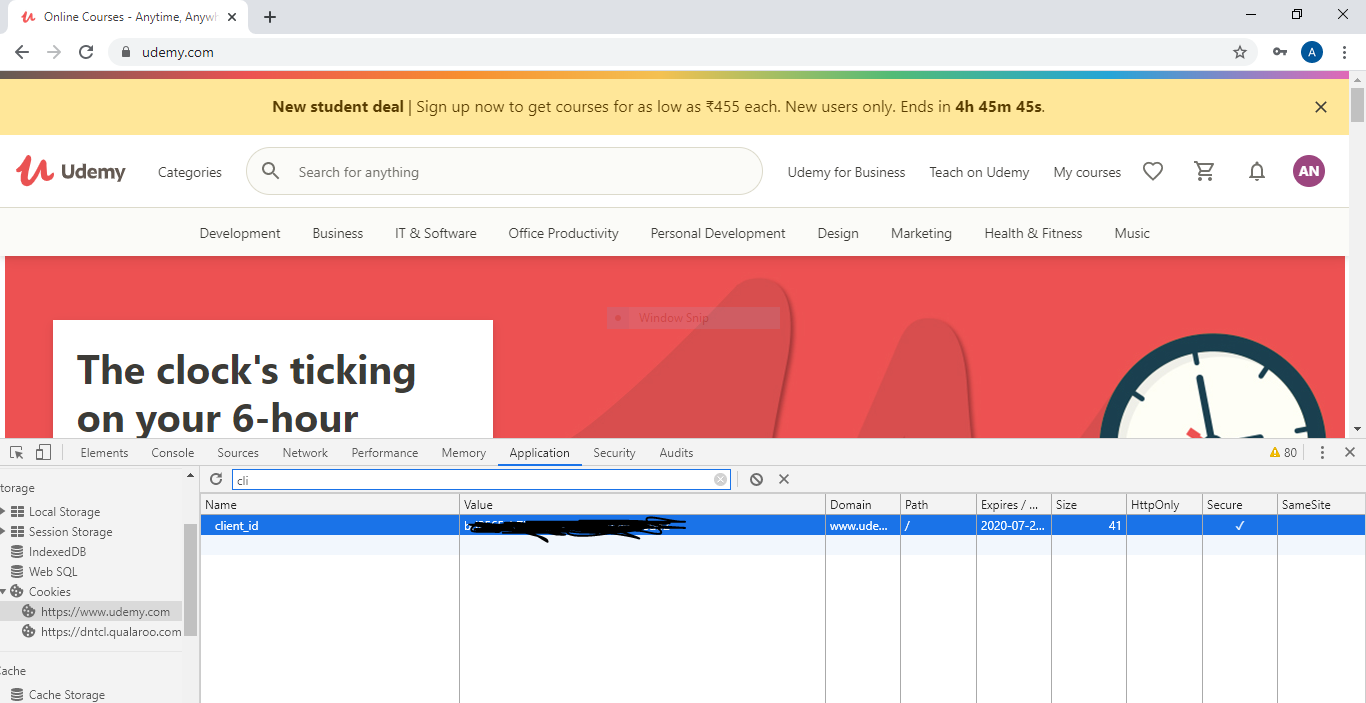 Online Courses - Anytime, Anywh
udemy.com
A
New student deal | Sign up now to get courses for as low as ₹455 each. New users only. Ends in 4h 45m 45s.
Udemy
Categories
Search for anything
Udemy for Business
Teach on Udemy
My courses
AN
Development
Business
IT & Software
Office Productivity
Personal Development
Design
Marketing
Health & Fitness
Music
Window Snip
The clock's ticking
on your 6-hour
Elements
Console
Sources
Network
Performance
Memory
Application
Security
Audits
80
torage
Local Storage
Session Storage
IndexedDB
Web SQL
Cookies
https://www.udemy.com
https://dntcl.qualaroo.com
ache
Cache Storage
cli
Name
Value
Domain
Path
Expires / ...
Size
HttpOnly
Secure
SameSite
client_id
www.ude...
/
2020-07-2...
41
✓